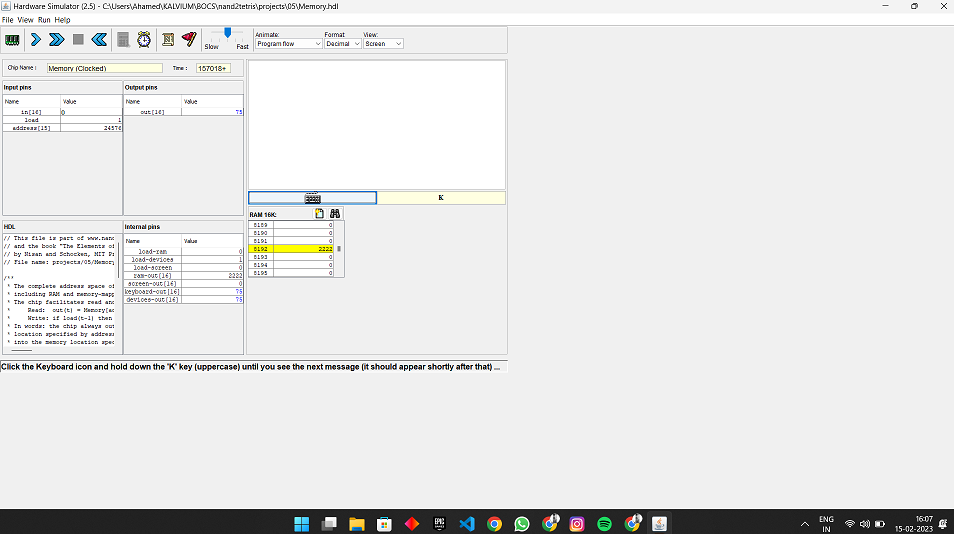 Hardware Simulator (2.5) - C:\Users\Ahamed\KALVIUM\BOCS\nand2tetris\projects\05\Memory.hdl
File View Run Help
Slow Fast
Animate:
Program flow
Format:
Decimal
View:
Screen
Chip Name :
Memory (Clocked)
Time :
157018+
Input pins
Name Value
in[16] 0
load 1
address[15] 24576
Output pins
Name Value
out[16] 75
K
HDL
// This file is part of www.nand
// and the book "The Elements of
// by Nisan and Schocken, MIT Pr
// File name: projects/05/Memory
/**
* The complete address space of
* including RAM and memory-mapp
* The chip facilitates read and
* Read: out(t) = Memory[ad
* Write: if load(t-1) then
* In words: the chip always out
* location specified by address
* into the memory location spec
Internal pins
Name Value
load-ram 0
load-devices 1
load-screen 0
ram-out[16] 2222
screen-out[16] 0
keyboard-out[16] 75
devices-out[16] 75
RAM 16K:
8189 0
8190 0
8191 0
8192 2222
8193 0
8194 0
8195 0
Click the Keyboard icon and hold down the 'K' key (uppercase) until you see the next message (it should appear shortly after that) ...
EPIC
ENG
IN
16:07
15-02-2023